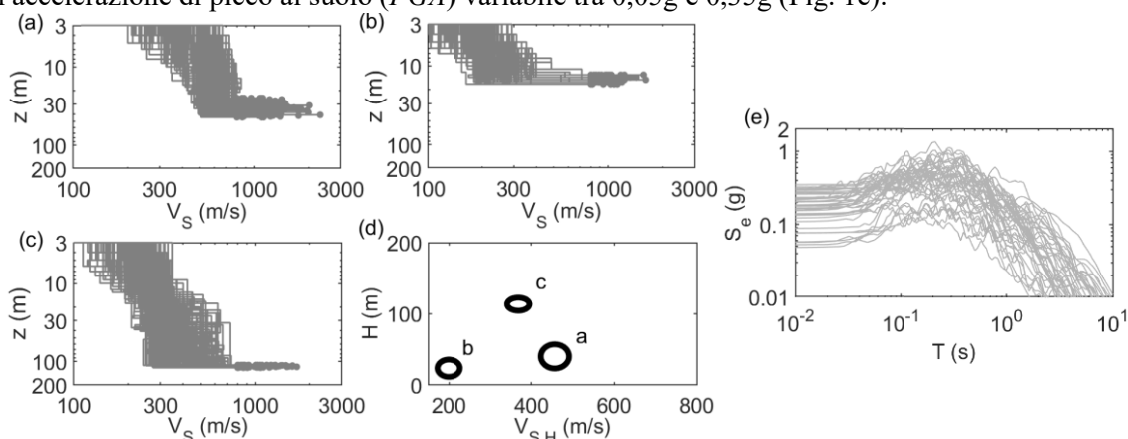 di accelerazione di picco al suolo (PGA) variabile tra 0,05g e 0,35g (Fig. 1e).
(a)
3
10
30
100
200
z (m)
100 300 1000 3000
V_S (m/s)
(b)
3
10
30
100
200
z (m)
100 300 1000 3000
V_S (m/s)
(c)
3
10
30
100
200
z (m)
100 300 1000 3000
V_S (m/s)
(d)
200
100
0
H (m)
c
b
a
200 400 600 800
V_S,H (m/s)
(e)
2
1
0.1
0.01
S_e (g)
10^-2 10^-1 10^0 10^1
T (s)